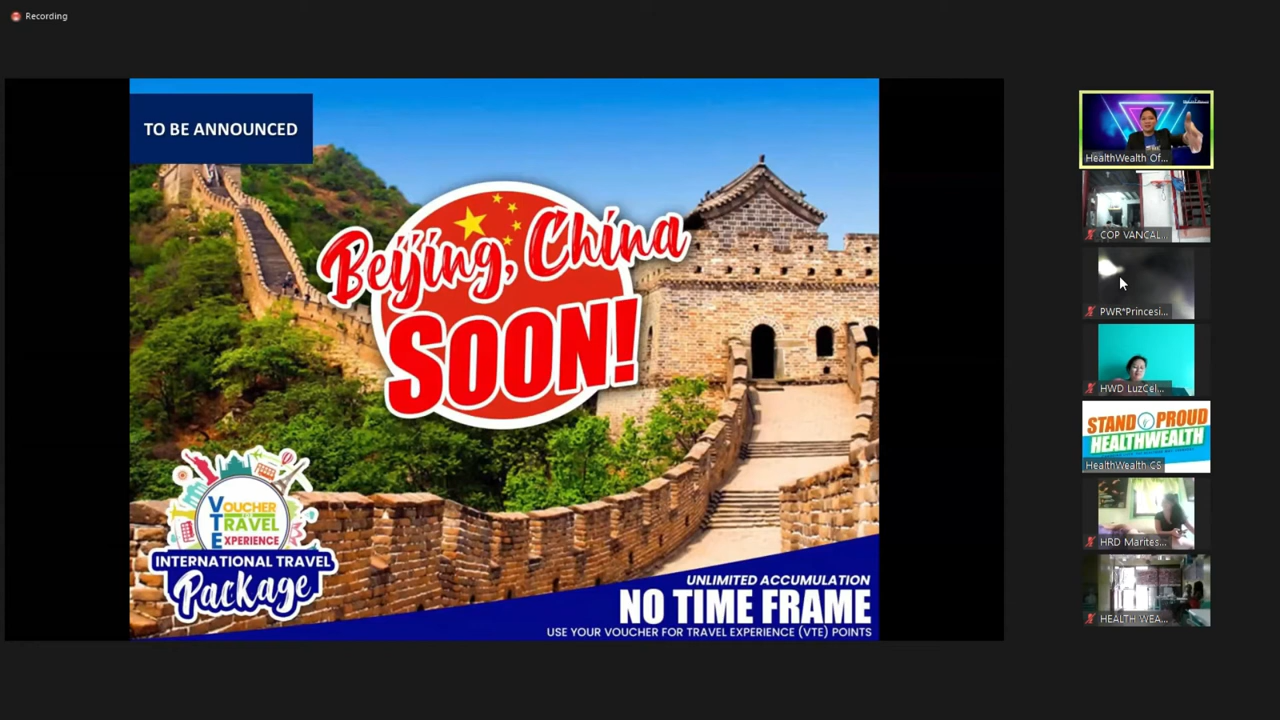 Recording
TO BE ANNOUNCED
Beijing, China
SOON!
VTE
VOUCHER
FOR
TRAVEL
EXPERIENCE
INTERNATIONAL TRAVEL
Package
UNLIMITED ACCUMULATION
NO TIME FRAME
USE YOUR VOUCHER FOR TRAVEL EXPERIENCE (VTE) POINTS
HealthWealth Of...
COP VANCAL...
PWR*Princesi...
HWD LuzCel...
STAND PROUD
HEALTHWEALTH
HealthWealth CS
HRD Marites...
HEALTH WEA...